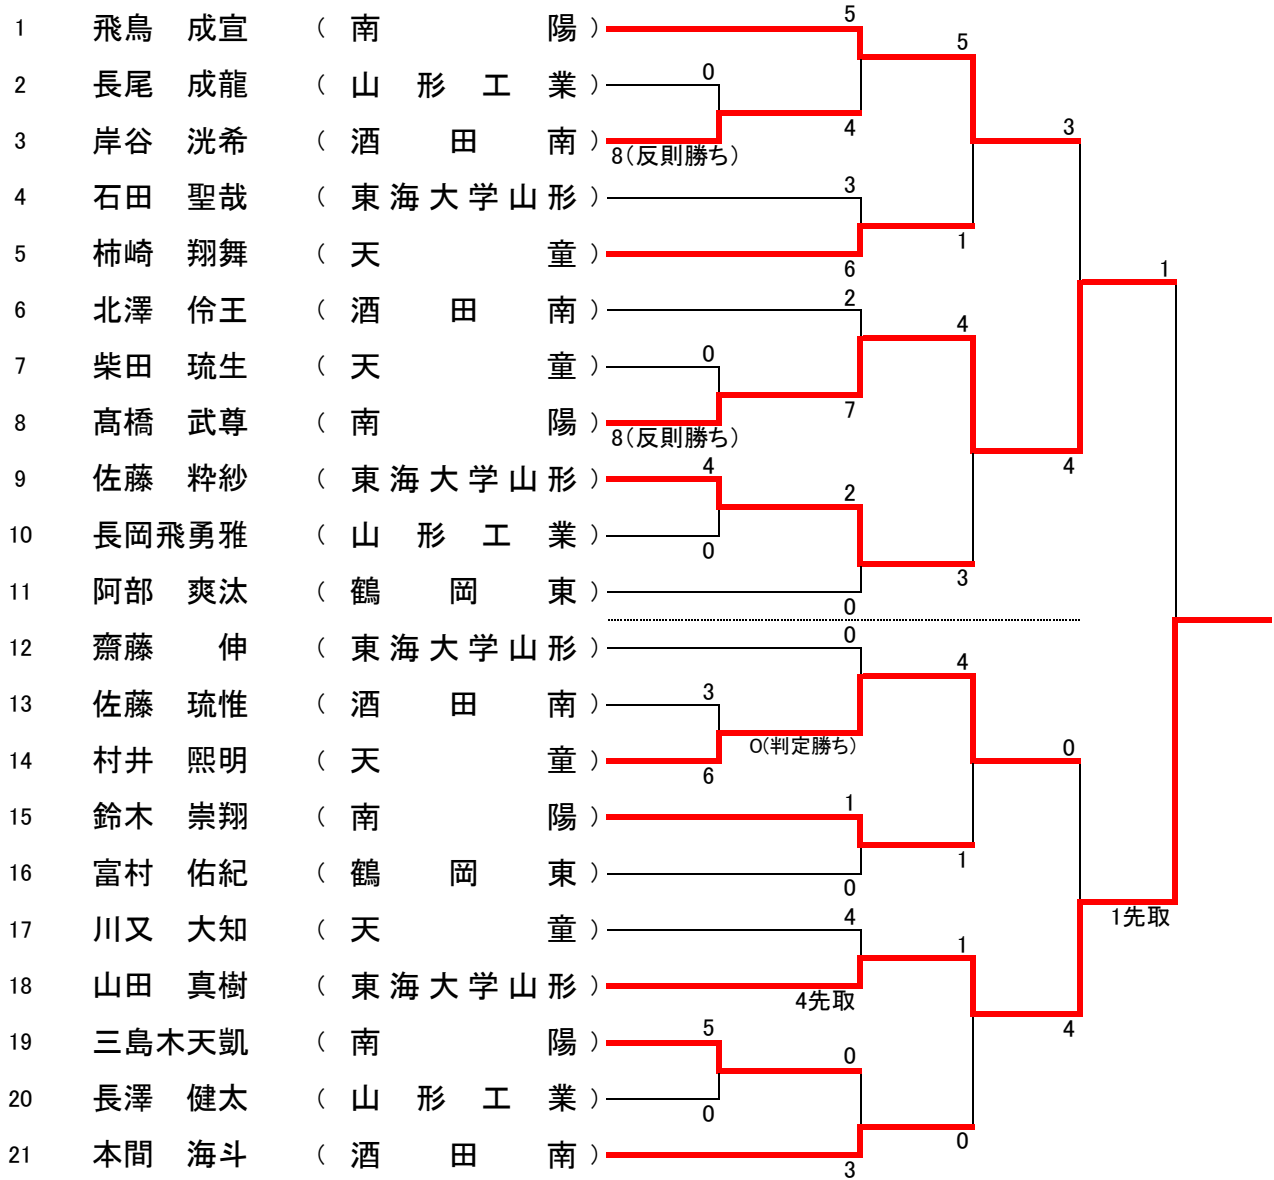 1 飛鳥 成宣 ( 南 陽 ) 5
5
2 長尾 成龍 ( 山 形 工 業 ) 0
3 岸谷 洸希 ( 酒 田 南 ) 4 3
8(反則勝ち)
4 石田 聖哉 ( 東海大学山形 ) 3
5 柿崎 翔舞 ( 天 童 ) 1
6 1
6 北澤 伶王 ( 酒 田 南 ) 2
4
7 柴田 琉生 ( 天 童 ) 0
8 髙橋 武尊 ( 南 陽 ) 7
8(反則勝ち)
9 佐藤 粋紗 ( 東海大学山形 ) 4 4
2
10 長岡飛勇雅 ( 山 形 工 業 ) 0
11 阿部 爽汰 ( 鶴 岡 東 ) 3
0
12 齋藤 伸 ( 東海大学山形 ) 0
4
13 佐藤 琉惟 ( 酒 田 南 ) 3
0(判定勝ち) 0
14 村井 熙明 ( 天 童 ) 6
15 鈴木 崇翔 ( 南 陽 ) 1
1
16 富村 佑紀 ( 鶴 岡 東 ) 0
17 川又 大知 ( 天 童 ) 4 1先取
1
18 山田 真樹 ( 東海大学山形 ) 4先取
19 三島木天凱 ( 南 陽 ) 5 4
0
20 長澤 健太 ( 山 形 工 業 ) 0
21 本間 海斗 ( 酒 田 南 ) 3 0